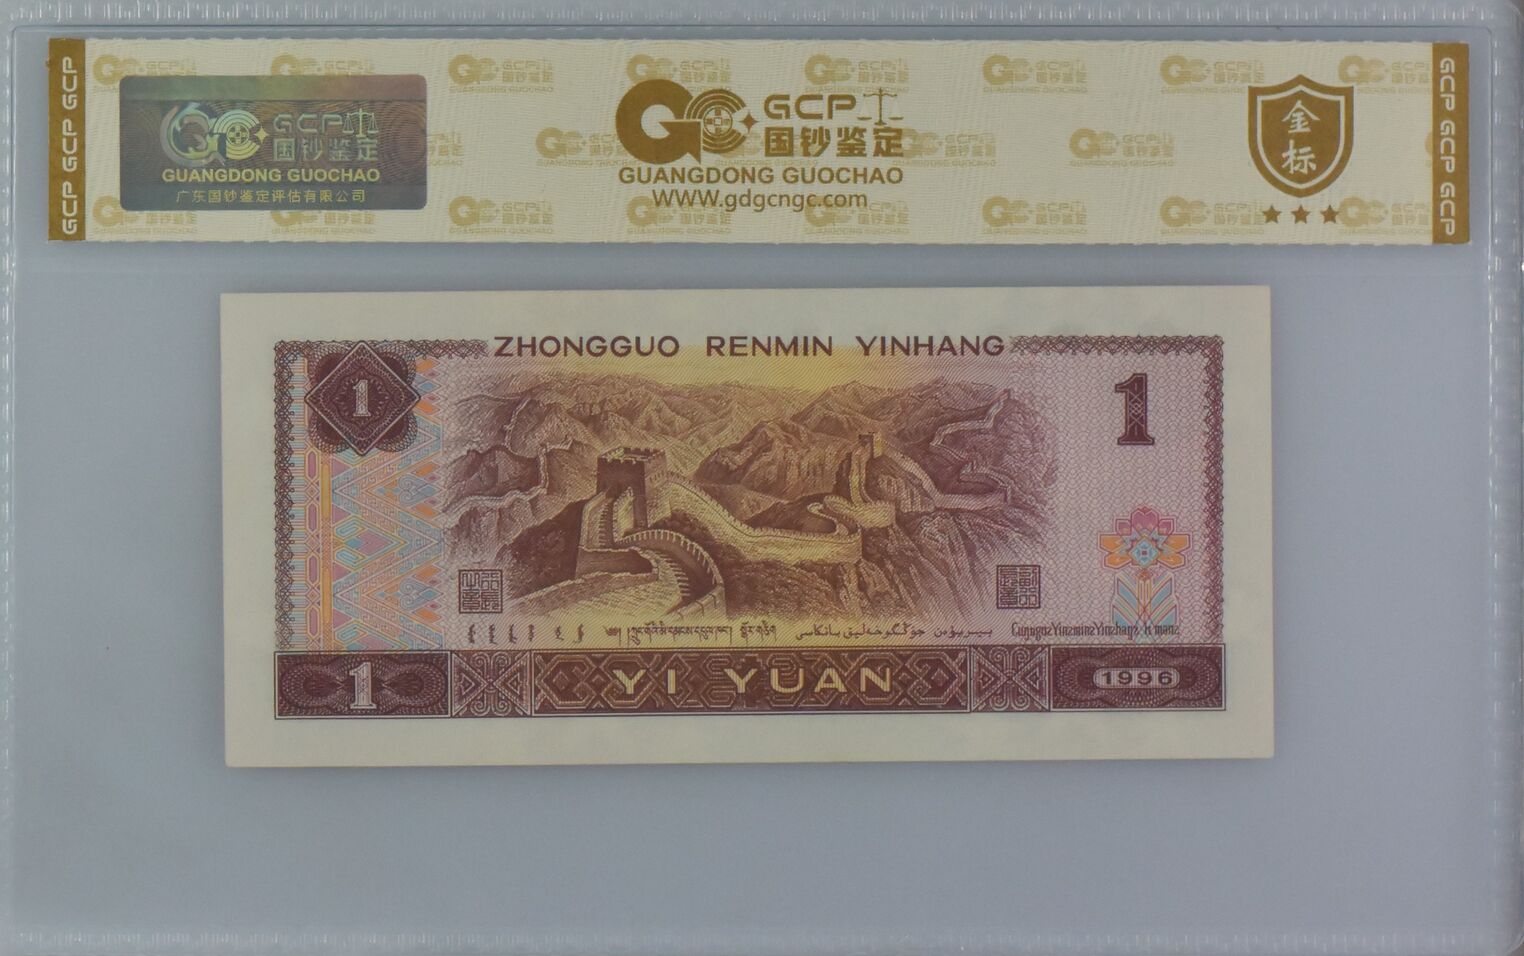 GCP GCP GCP
GCP
国钞鉴定
GUANGDONG GUOCHAO
广东国钞鉴定评估有限公司
GCP
国钞鉴定
GUANGDONG GUOCHAO
WWW.gdgcngc.com
金标
GCP GCP GCP
ZHONGGUO RENMIN YINHANG
1
1
1
YI YUAN
1996